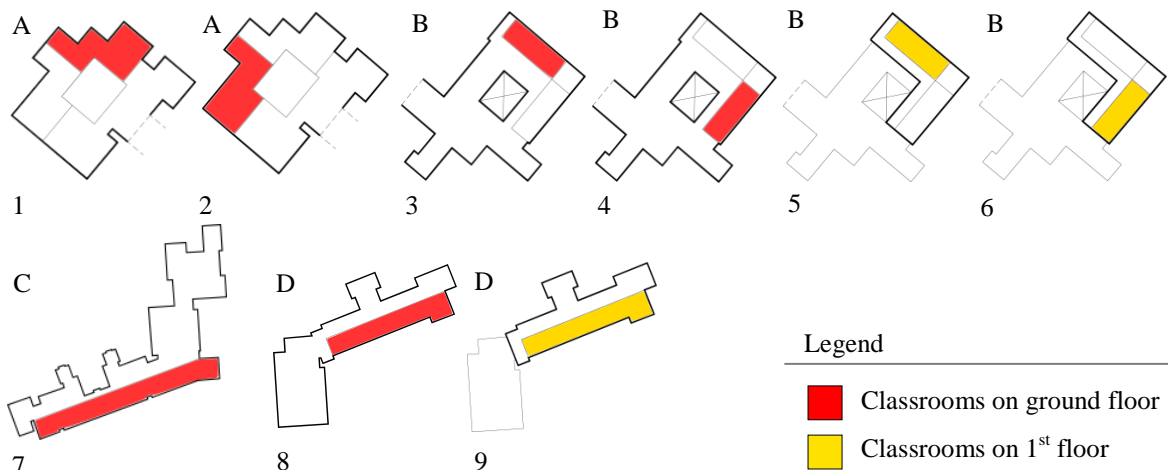 A A B B B B
1 2 3 4 5 6
C D D
7 8 9
Legend
Classrooms on ground floor
Classrooms on 1st floor